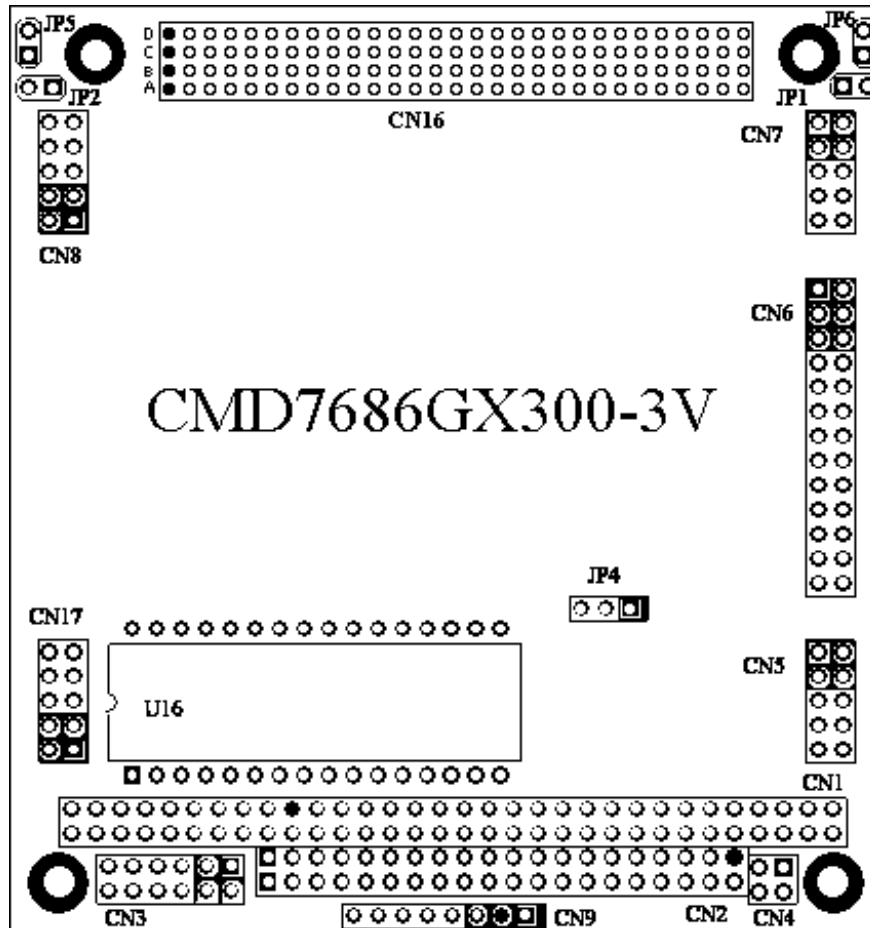 JP5
JP6
D
C
B
A
JP2
JP1
CN16
CN7
CN8
CN6
CMD7686GX300-3V
JP4
CN17
CN5
U16
CN1
CN3
CN9
CN2
CN4